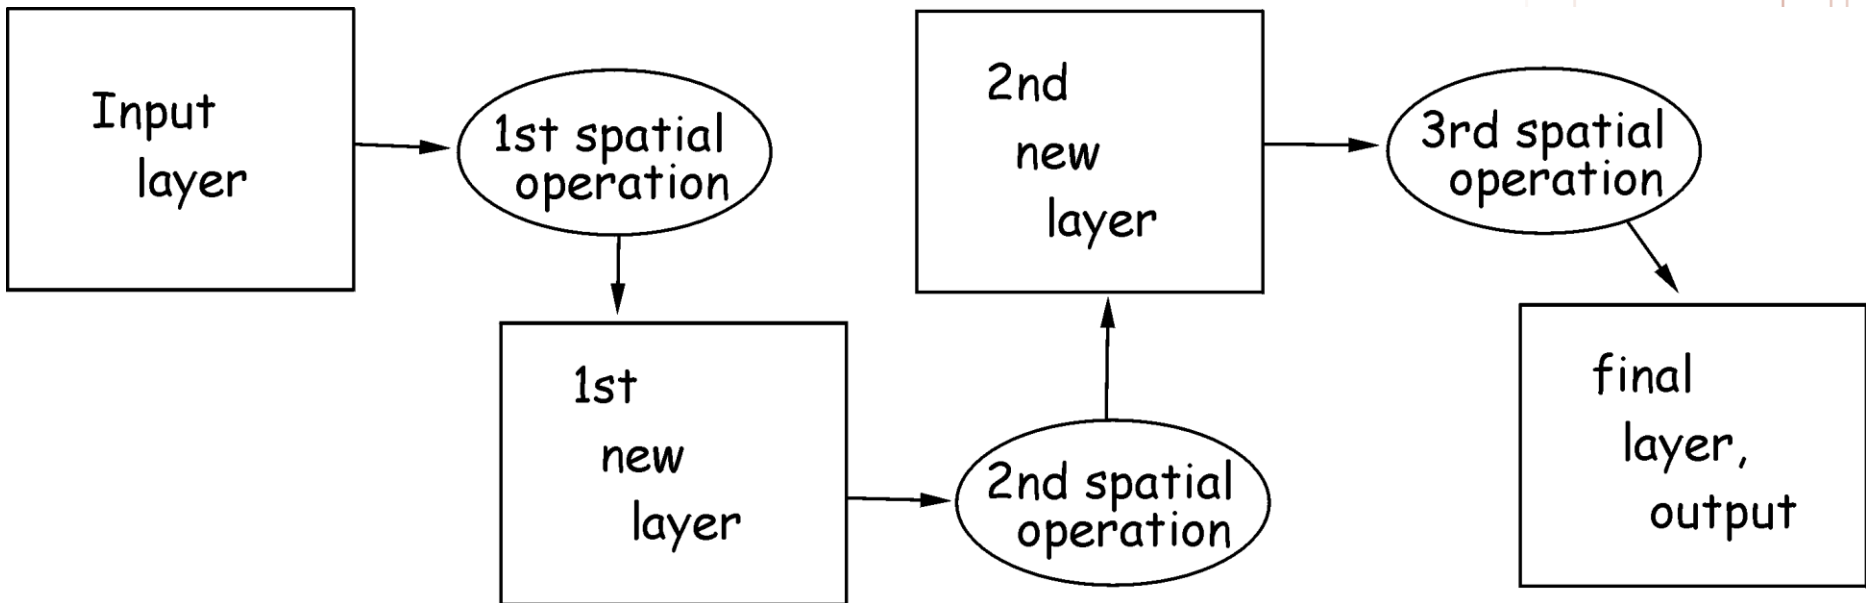 Input
layer
1st spatial
operation
1st
new
layer
2nd spatial
operation
2nd
new
layer
3rd spatial
operation
final
layer,
output